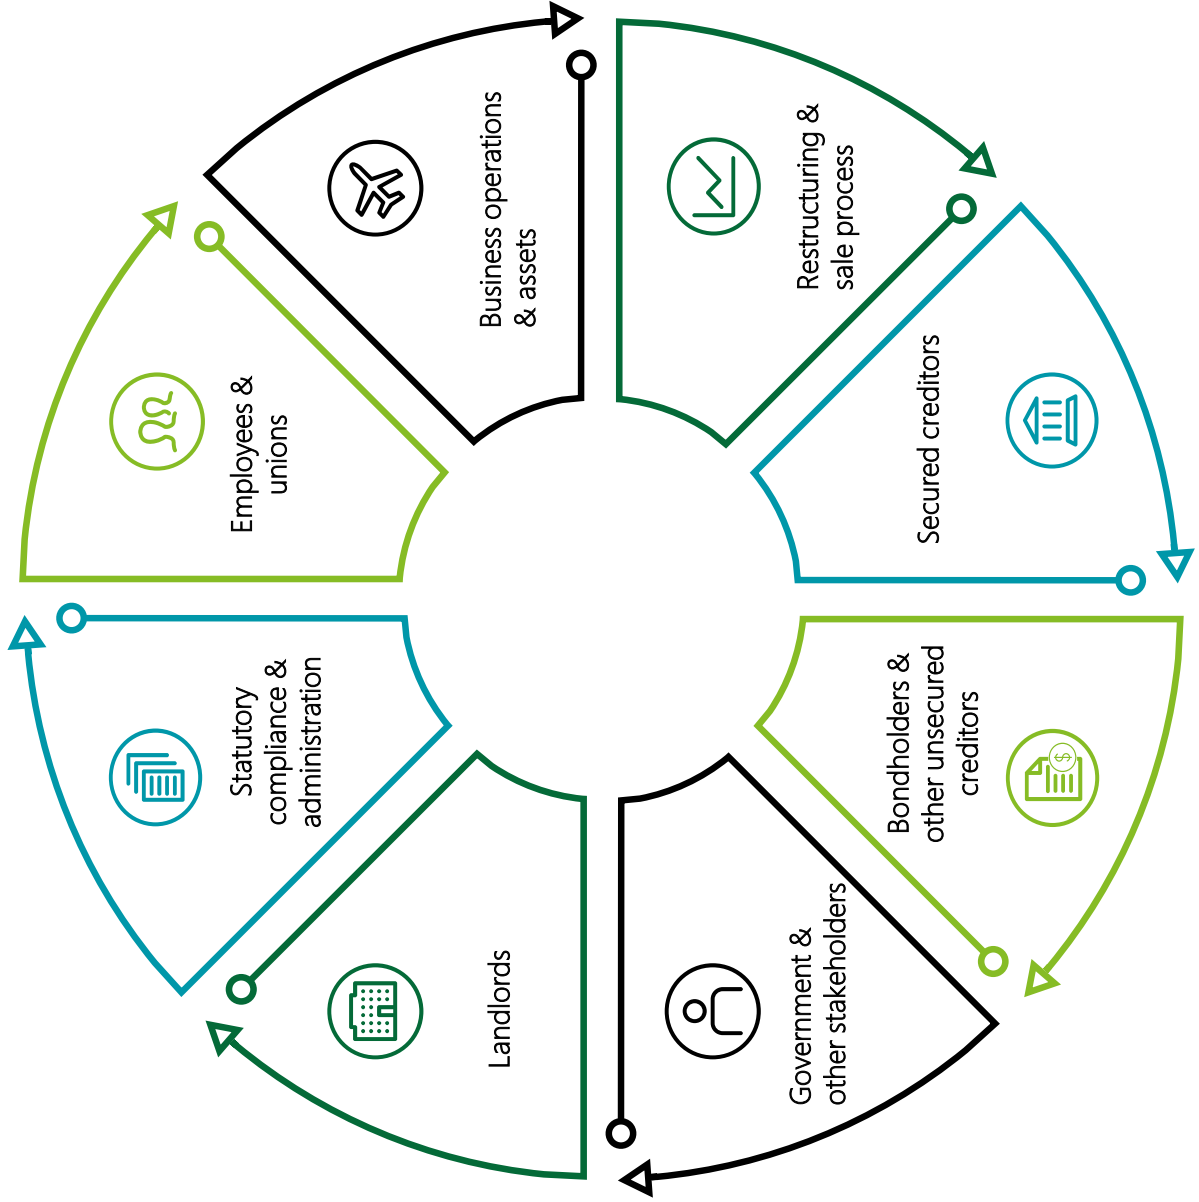 Restructuring &
sale process
Secured creditors
Bondholders &
other unsecured
creditors
Government &
other stakeholders
Landlords
Statutory
compliance &
administration
Employees &
unions
Business operations
& assets
$